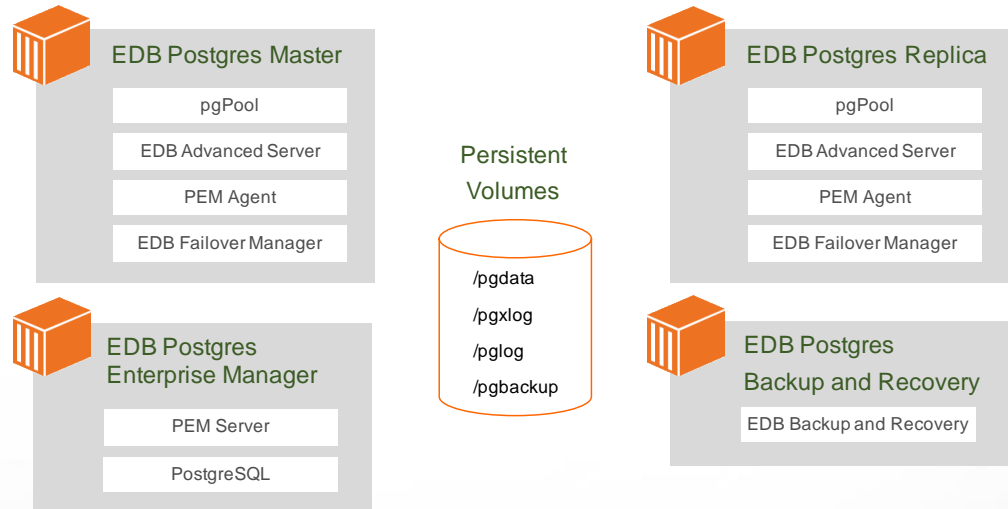 EDB Postgres Master
pgPool
EDB Advanced Server
PEM Agent
EDB Failover Manager
EDB Postgres
Enterprise Manager
PEM Server
PostgreSQL
Persistent
Volumes
/pgdata
/pgxlog
/pglog
/pgbackup
EDB Postgres Replica
pgPool
EDB Advanced Server
PEM Agent
EDB Failover Manager
EDB Postgres
Backup and Recovery
EDB Backup and Recovery